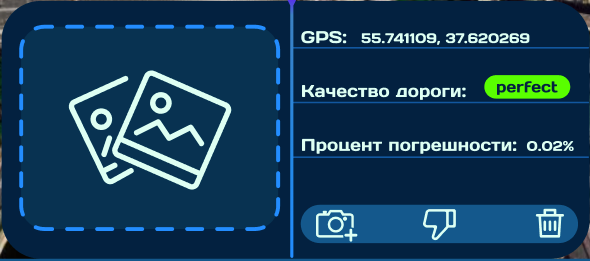 GPS: 55.741109, 37.620269
Качество дороги: perfect
Процент погрешности: 0.02%